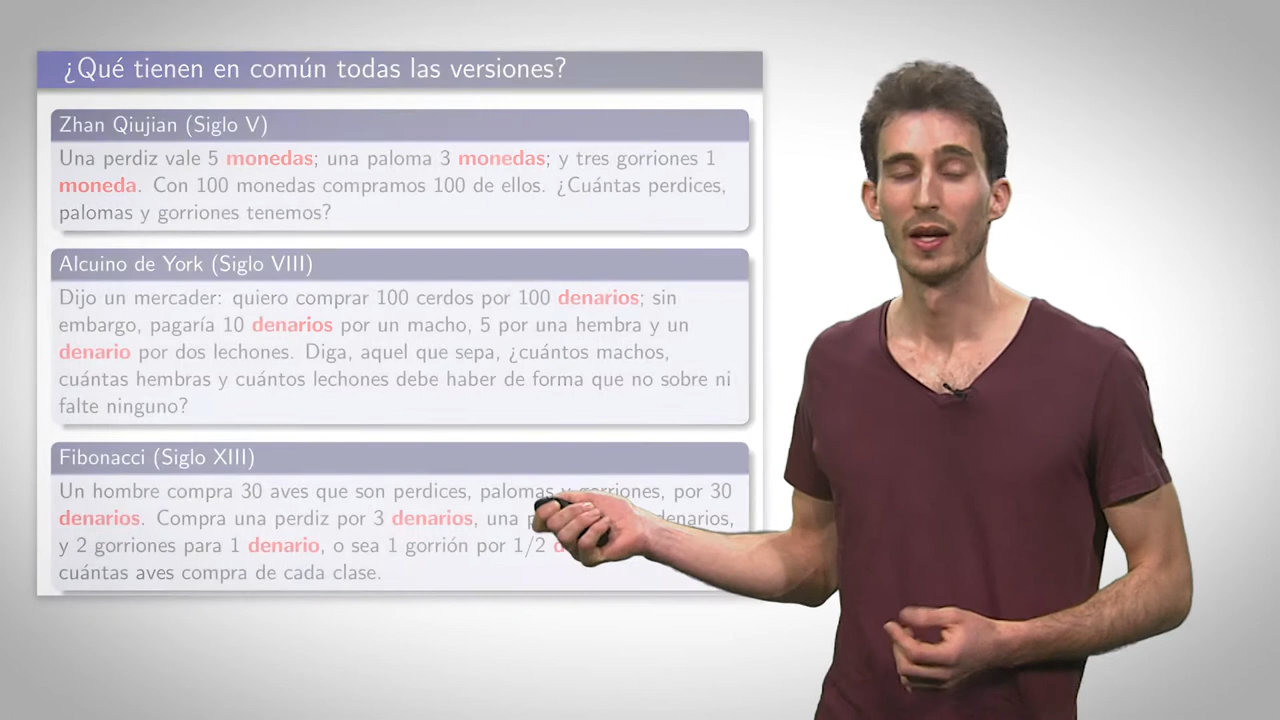 ¿Qué tienen en común todas las versiones?
Zhan Qiujian (Siglo V)
Una perdiz vale 5 monedas; una paloma 3 monedas; y tres gorriones 1
moneda. Con 100 monedas compramos 100 de ellos. ¿Cuántas perdices,
palomas y gorriones tenemos?
Alcuino de York (Siglo VIII)
Dijo un mercader: quiero comprar 100 cerdos por 100 denarios; sin
embargo, pagaría 10 denarios por un macho, 5 por una hembra y un
denario por dos lechones. Diga, aquel que sepa, ¿cuántos machos,
cuántas hembras y cuántos lechones debe haber de forma que no sobre ni
falte ninguno?
Fibonacci (Siglo XIII)
Un hombre compra 30 aves que son perdices, palomas y gorriones, por 30
denarios. Compra una perdiz por 3 denarios, una denarios,
y 2 gorriones para 1 denario, o sea 1 gorrión por 1/2
cuántas aves compra de cada clase.